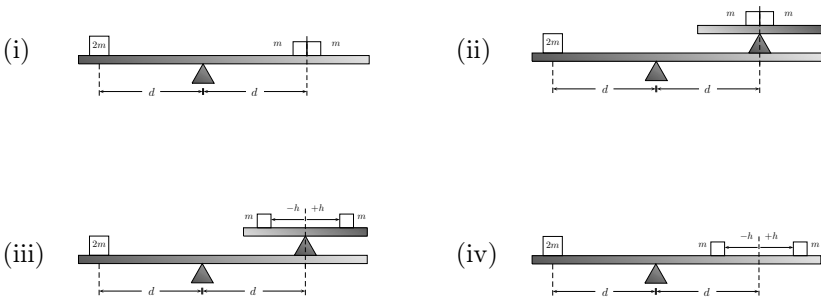 (i) 2m m m
d d
(ii) m m
2m
d d
(iii) m −h +h m
2m
d d
(iv) 2m m −h +h m
d d